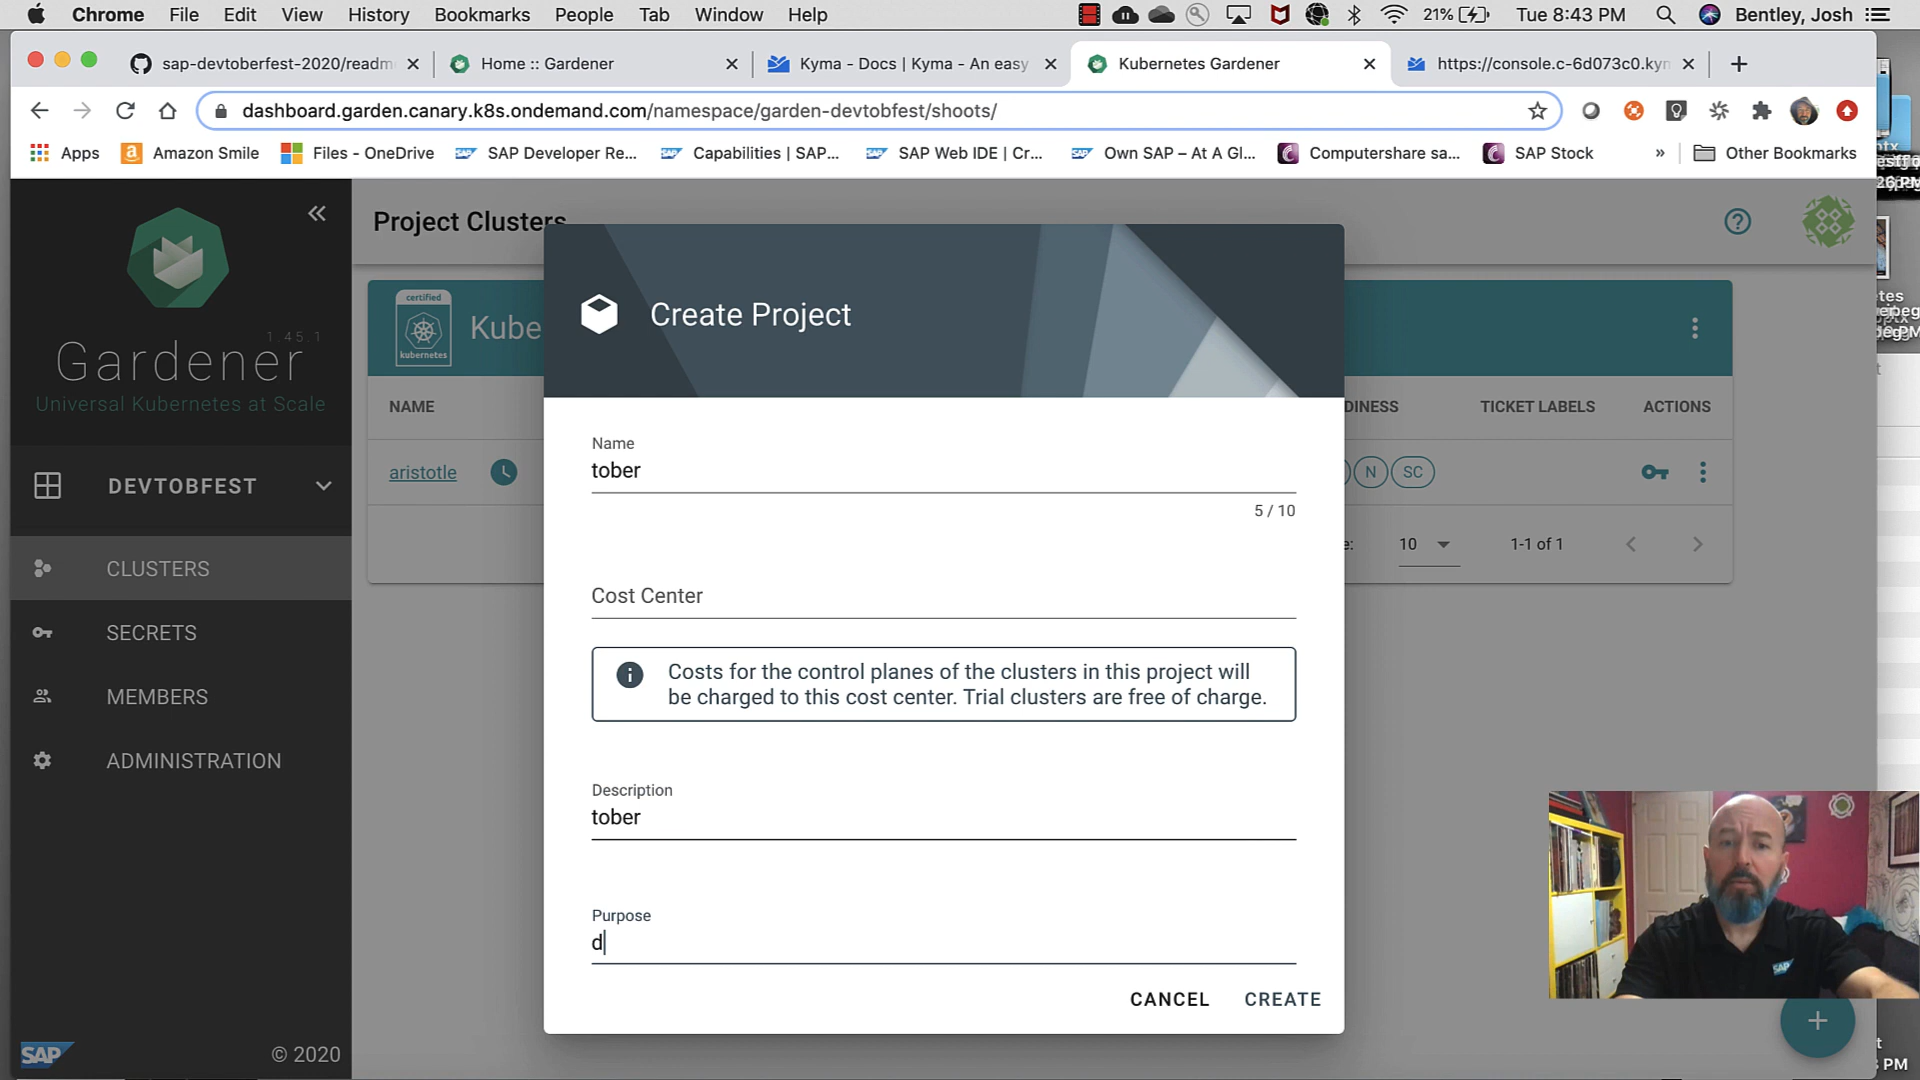 Chrome File Edit View History Bookmarks People Tab Window Help
21% Tue 8:43 PM Bentley, Josh
sap-devtoberfest-2020/readm
Home :: Gardener
Kyma - Docs | Kyma - An easy
Kubernetes Gardener
https://console.c-6d073c0.kyn
dashboard.garden.canary.k8s.ondemand.com/namespace/garden-devtobfest/shoots/
Apps Amazon Smile Files - OneDrive SAP Developer Re... Capabilities | SAP... SAP Web IDE | Cr... Own SAP – At A Gl... Computershare sa... SAP Stock » Other Bookmarks
Project Clusters
1.45.1
Gardener
Universal Kubernetes at Scale
DEVTOBFEST
CLUSTERS
SECRETS
MEMBERS
ADMINISTRATION
SAP © 2020
certified
kubernetes
Kube
NAME DINESS TICKET LABELS ACTIONS
aristotle N SC
e: 10 1-1 of 1
Create Project
Name
tober
5 / 10
Cost Center
Costs for the control planes of the clusters in this project will
be charged to this cost center. Trial clusters are free of charge.
Description
tober
Purpose
d
CANCEL CREATE
SAP